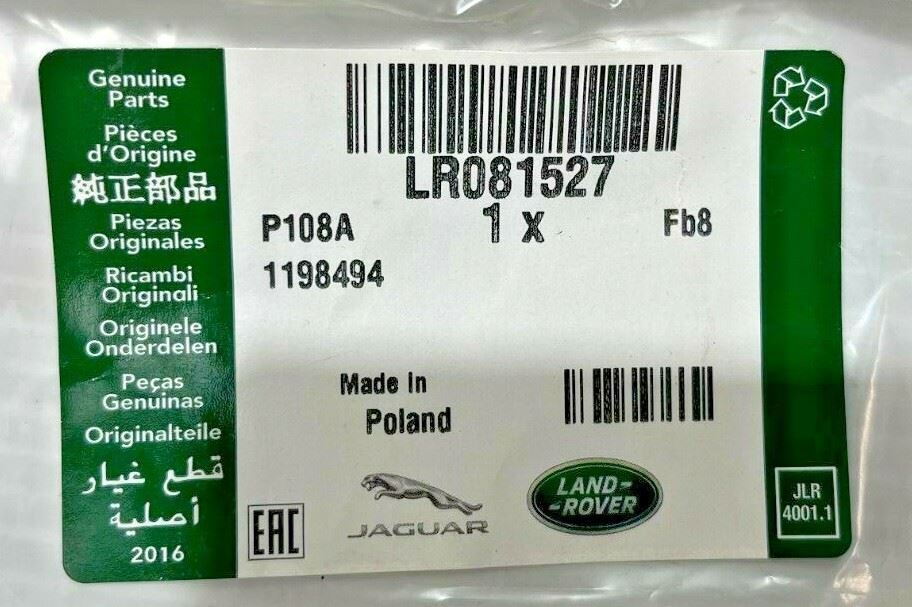 Genuine
Parts
Pièces
d'Origine
純正部品
Piezas
Originales
Ricambi
Originali
Originele
Onderdelen
Peças
Genuinas
Originalteile
قطع غيار
أصلية
2016
LR081527
P108A 1 x Fb8
1198494
Made in
Poland
EAC
JAGUAR
LAND-
-ROVER
JLR
4001.1